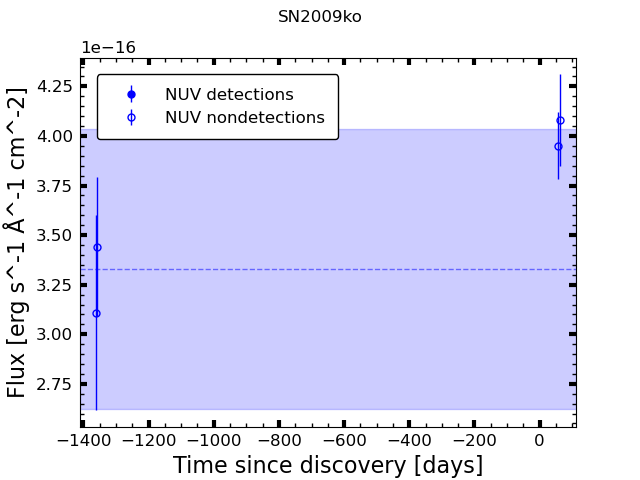 SN2009ko
1e−16
NUV detections
NUV nondetections
4.25
4.00
3.75
3.50
3.25
3.00
2.75
Flux [erg s^-1 Å^-1 cm^-2]
−1400 −1200 −1000 −800 −600 −400 −200 0
Time since discovery [days]